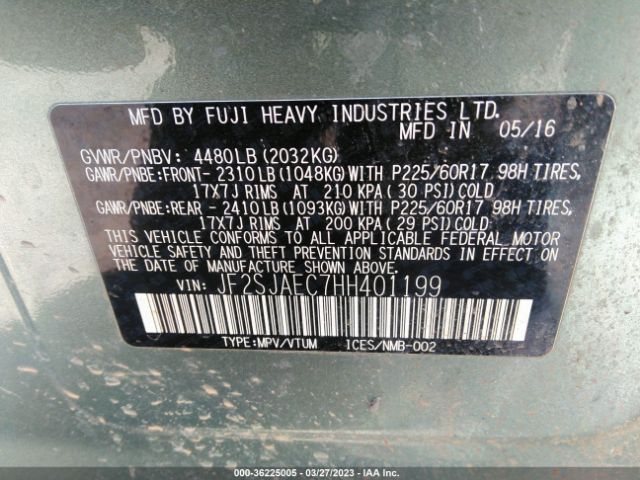 MFD BY FUJI HEAVY INDUSTRIES LTD.
MFD IN 05/16
GVWR/PNBV: 4480LB(2032KG)
GAWR/PNBE:FRONT- 2310LB(1048KG)WITH P225/60R17 98H TIRES,
17X7J RIMS AT 210 KPA(30 PSI)COLD
GAWR/PNBE:REAR - 2410LB(1093KG)WITH P225/60R17 98H TIRES,
17X7J RIMS AT 200 KPA(29 PSI)COLD
THIS VEHICLE CONFORMS TO ALL APPLICABLE FEDERAL MOTOR
VEHICLE SAFETY AND THEFT PREVENTION STANDARDS IN EFFECT
ON THE DATE OF MANUFACTURE SHOWN ABOVE.
VIN: JF2SJAEC7HH401199
TYPE:MPV/VTUM ICES/NMB-002
000-36225005 - 03/27/2023 - IAA Inc.